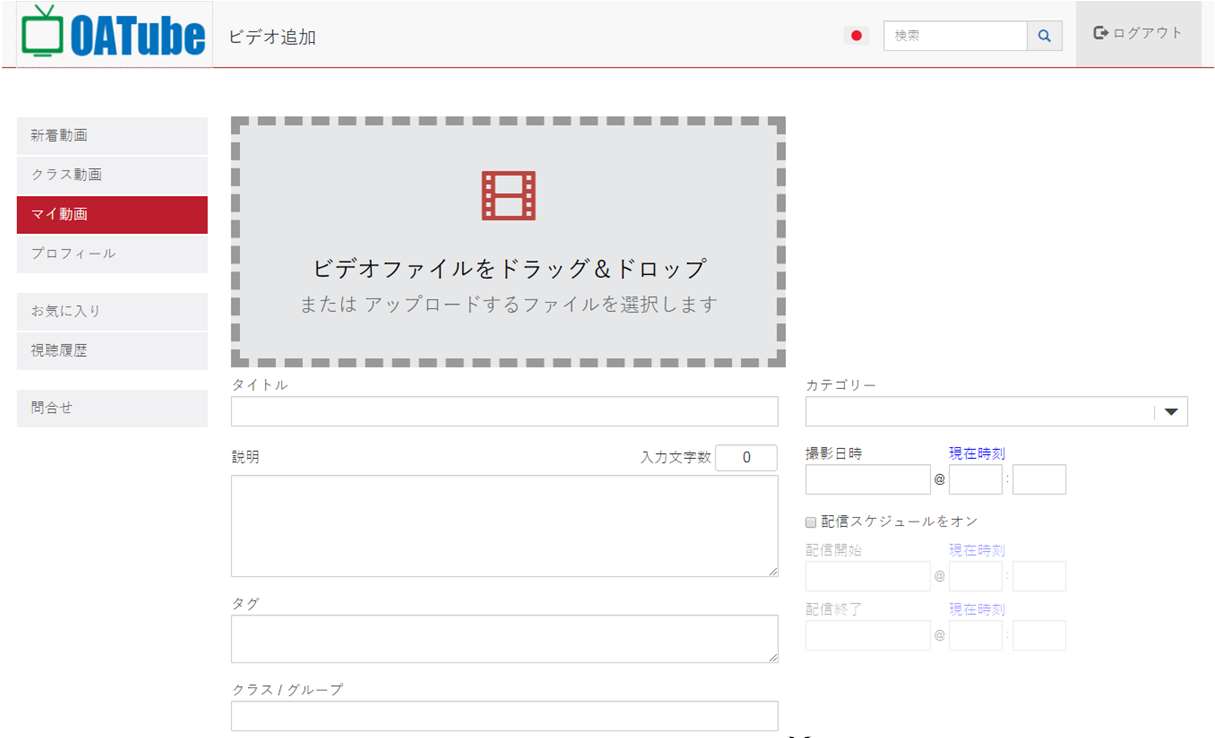 OATube
ビデオ追加
検索
ログアウト
新着動画
クラス動画
マイ動画
プロフィール
お気に入り
視聴履歴
問合せ
ビデオファイルをドラッグ＆ドロップ
または アップロードするファイルを選択します
タイトル
カテゴリー
説明
入力文字数 0
撮影日時 現在時刻
@ :
配信スケジュールをオン
配信開始 現在時刻
@ :
配信終了 現在時刻
@ :
タグ
クラス / グループ